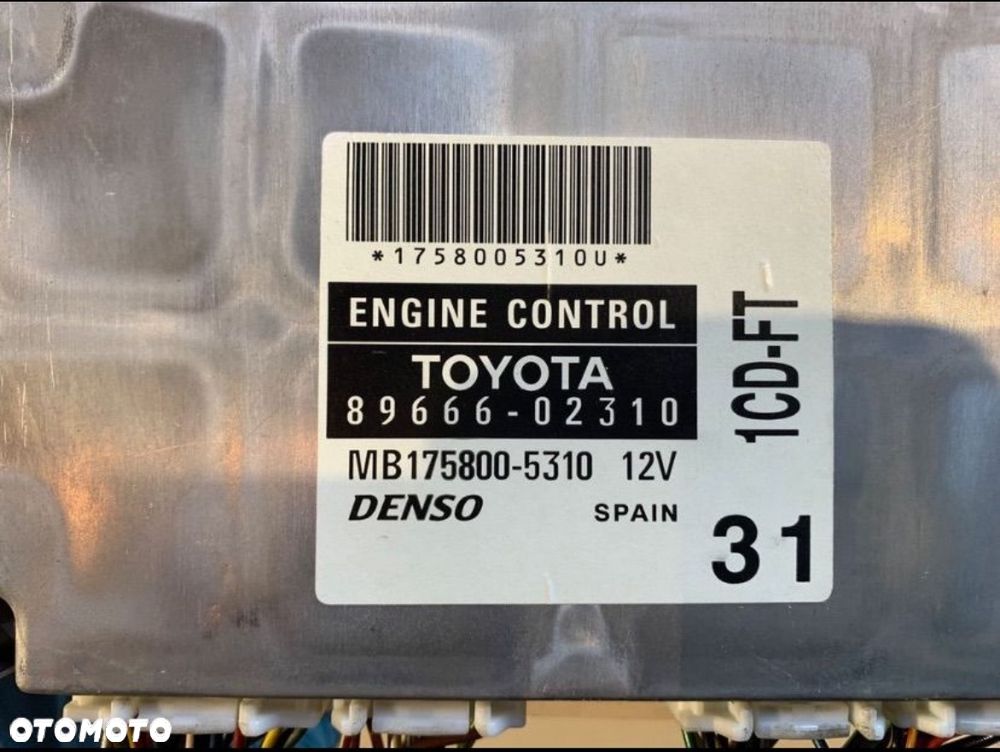 *1758005310U*
ENGINE CONTROL
TOYOTA
89666-02310
MB175800-5310 12V
DENSO SPAIN
1CD-FT
31
OTOMOTO